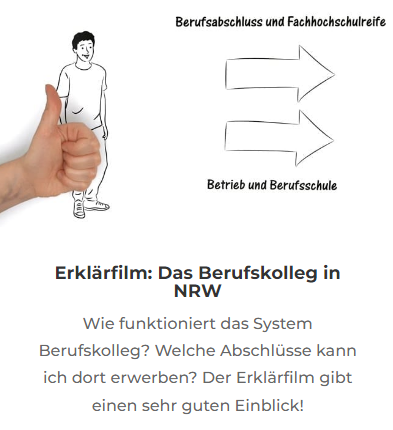 Berufsabschluss und Fachhochschulreife
Betrieb und Berufsschule
Erklärfilm: Das Berufskolleg in
NRW
Wie funktioniert das System
Berufskolleg? Welche Abschlüsse kann
ich dort erwerben? Der Erklärfilm gibt
einen sehr guten Einblick!